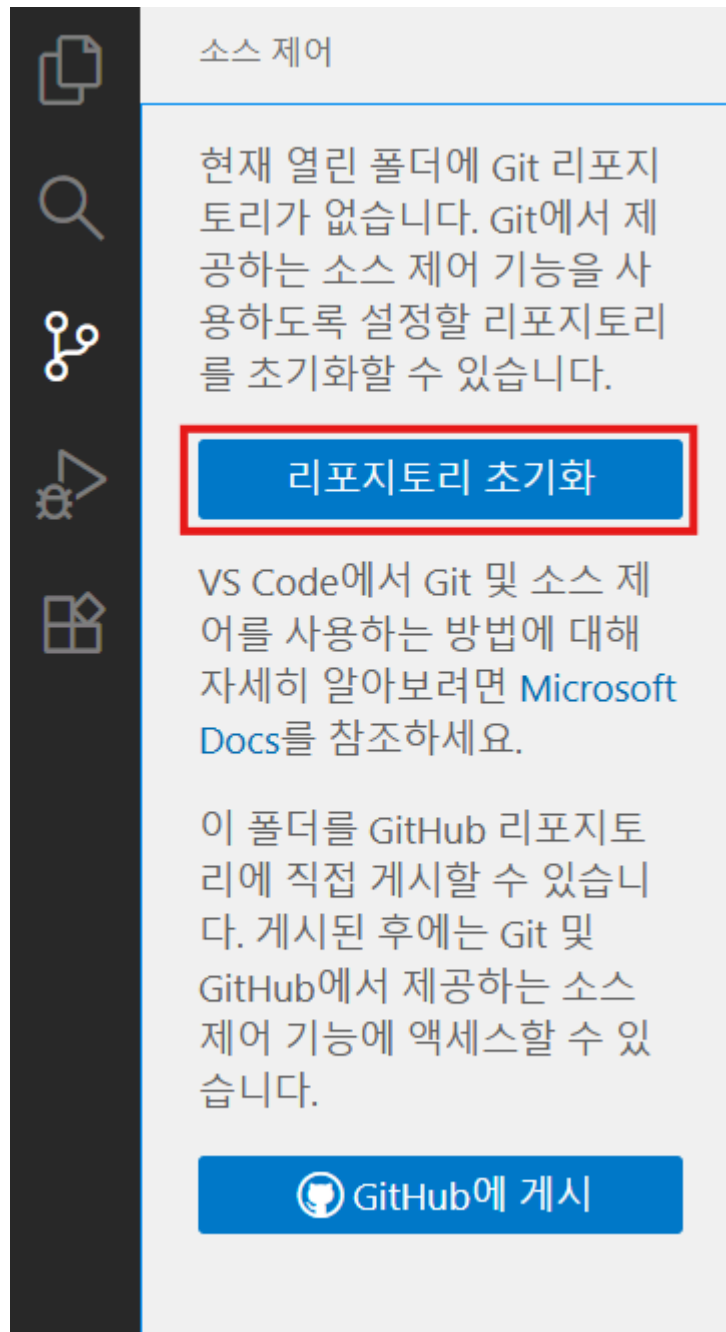 소스 제어
현재 열린 폴더에 Git 리포지
토리가 없습니다. Git에서 제
공하는 소스 제어 기능을 사
용하도록 설정할 리포지토리
를 초기화할 수 있습니다.
리포지토리 초기화
VS Code에서 Git 및 소스 제
어를 사용하는 방법에 대해
자세히 알아보려면 Microsoft
Docs를 참조하세요.
이 폴더를 GitHub 리포지토
리에 직접 게시할 수 있습니
다. 게시된 후에는 Git 및
GitHub에서 제공하는 소스
제어 기능에 액세스할 수 있
습니다.
GitHub에 게시